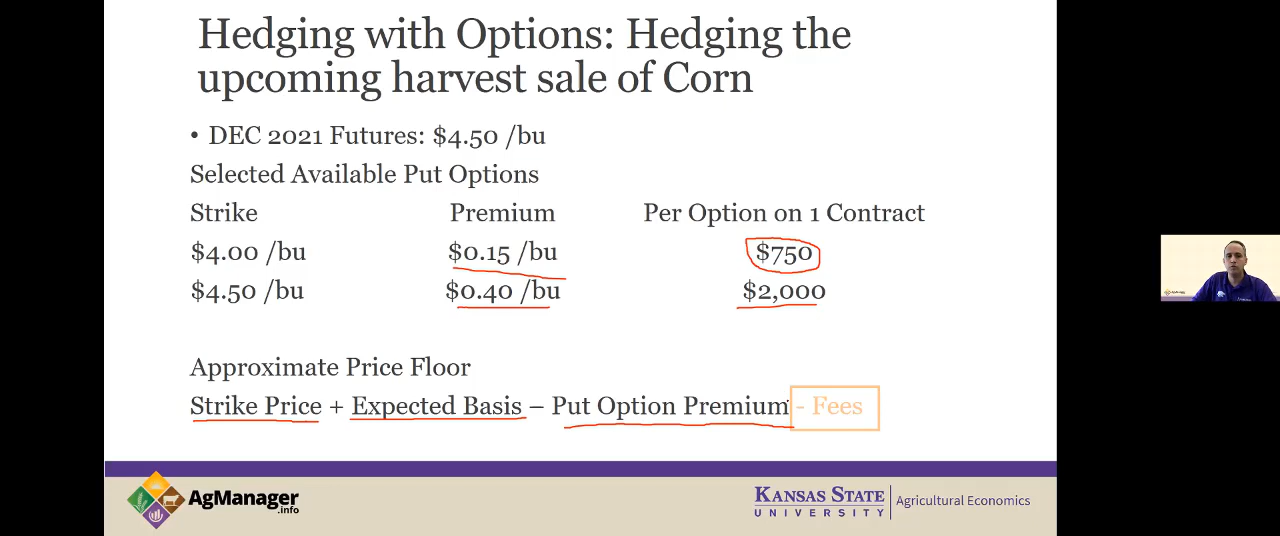 Hedging with Options: Hedging the
upcoming harvest sale of Corn
• DEC 2021 Futures: $4.50 /bu
Selected Available Put Options
Strike Premium Per Option on 1 Contract
$4.00 /bu $0.15 /bu $750
$4.50 /bu $0.40 /bu $2,000
Approximate Price Floor
Strike Price + Expected Basis – Put Option Premium - Fees
AgManager
.info
KANSAS STATE
UNIVERSITY
Agricultural Economics